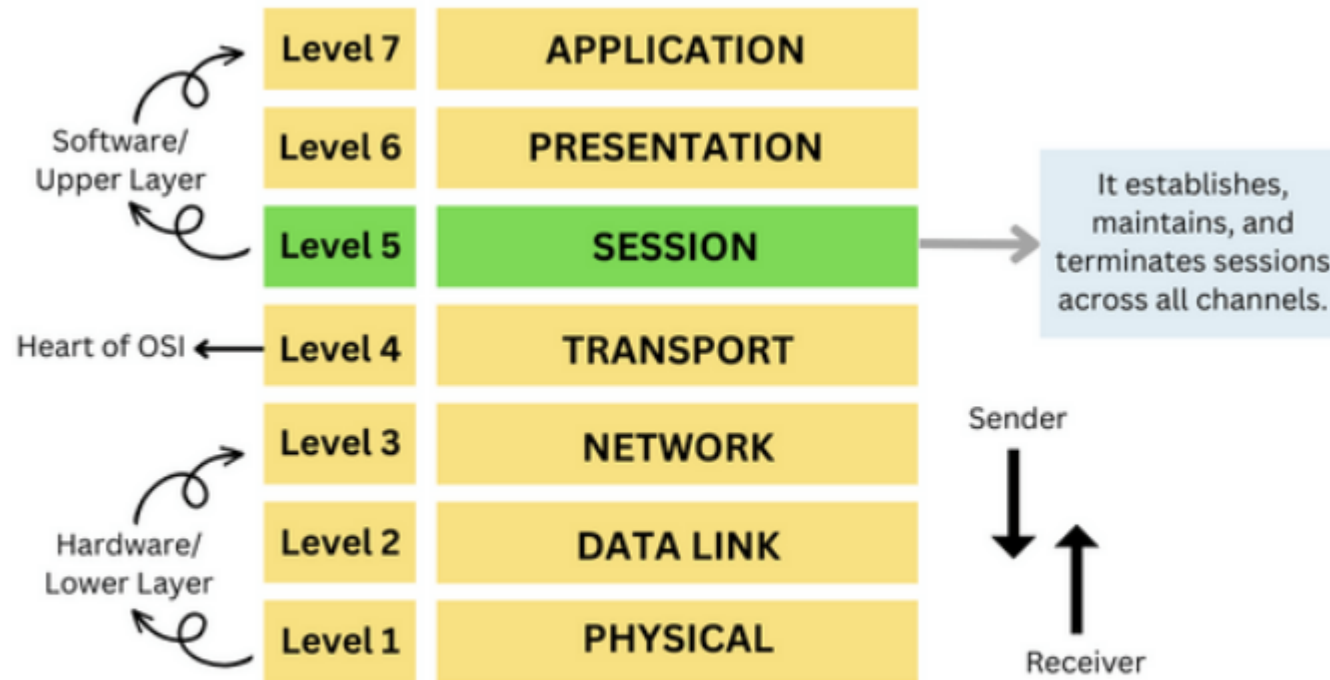 Level 7 APPLICATION
Level 6 PRESENTATION
Software/
Upper Layer
Level 5 SESSION
It establishes,
maintains, and
terminates sessions
across all channels.
Heart of OSI
Level 4 TRANSPORT
Level 3 NETWORK
Hardware/
Lower Layer
Level 2 DATA LINK
Level 1 PHYSICAL
Sender
Receiver